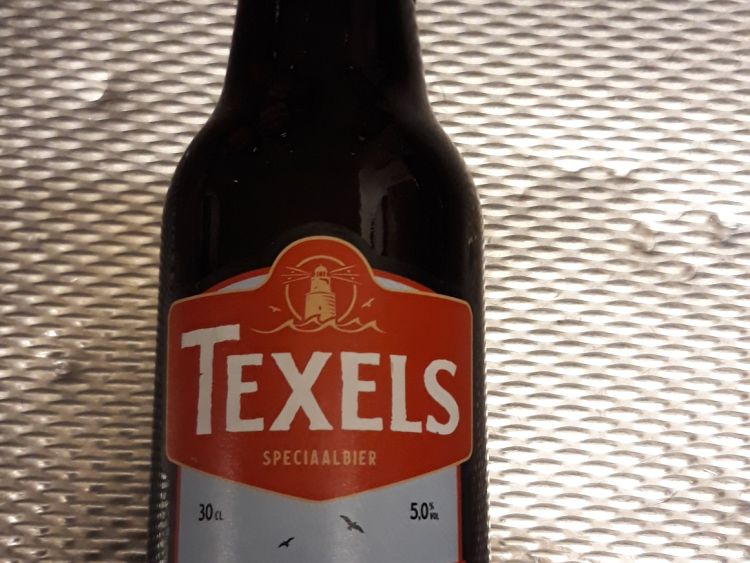 TEXELS
SPECIAALBIER
30 CL
5,0% VOL